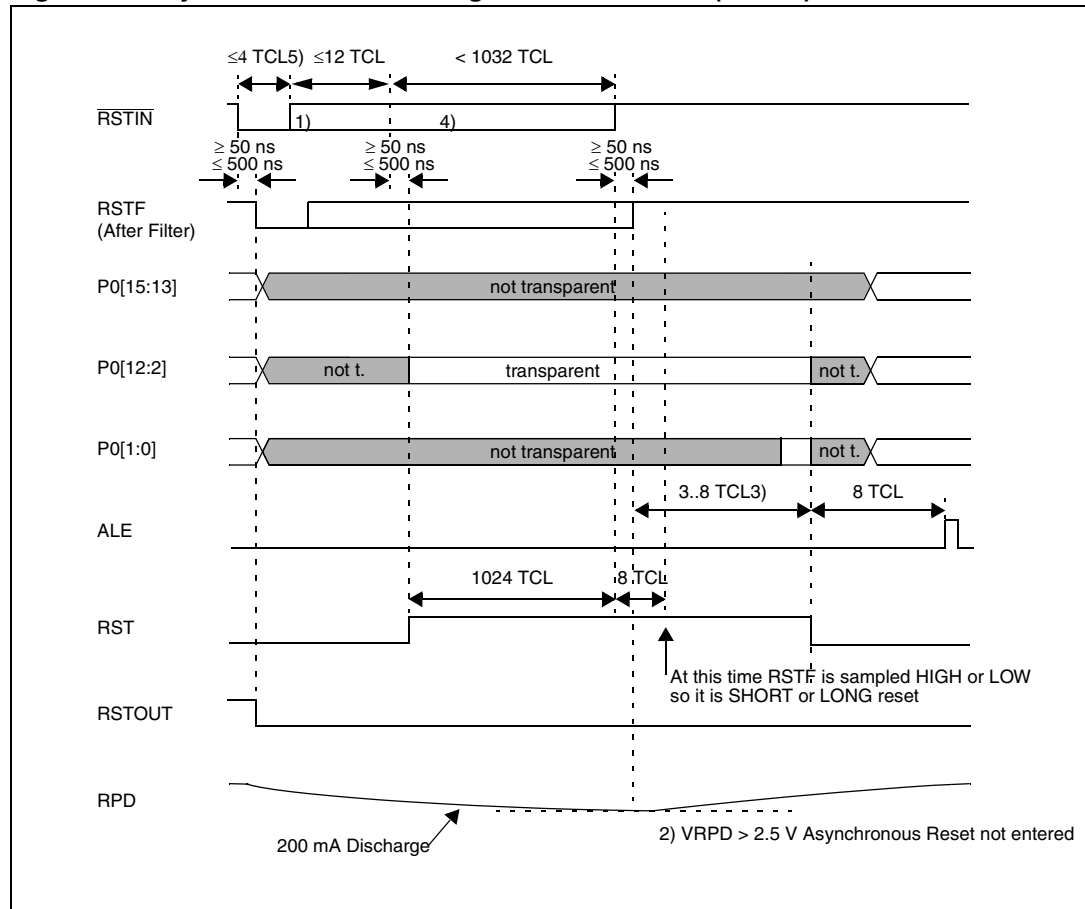 ≤4 TCL5) ≤12 TCL < 1032 TCL
RSTIN
1) 4)
≥ 50 ns ≥ 50 ns ≥ 50 ns
≤ 500 ns ≤ 500 ns ≤ 500 ns
RSTF
(After Filter)
P0[15:13] not transparent
P0[12:2] not t. transparent not t.
P0[1:0] not transparent not t.
3..8 TCL3) 8 TCL
ALE
1024 TCL 8 TCL
RST
At this time RSTF is sampled HIGH or LOW
so it is SHORT or LONG reset
RSTOUT
RPD
200 mA Discharge
2) VRPD > 2.5 V Asynchronous Reset not entered